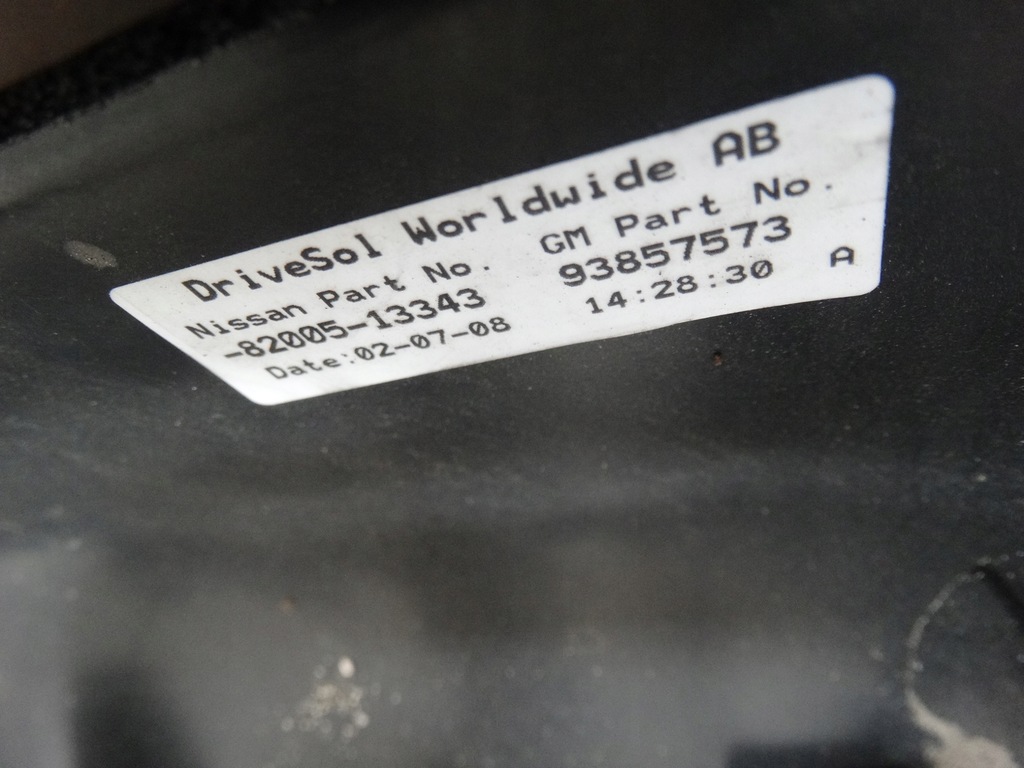 DriveSol Worldwide AB
Nissan Part No. GM Part No.
-82005-13343 93857573
Date:02-07-08 14:28:30 A